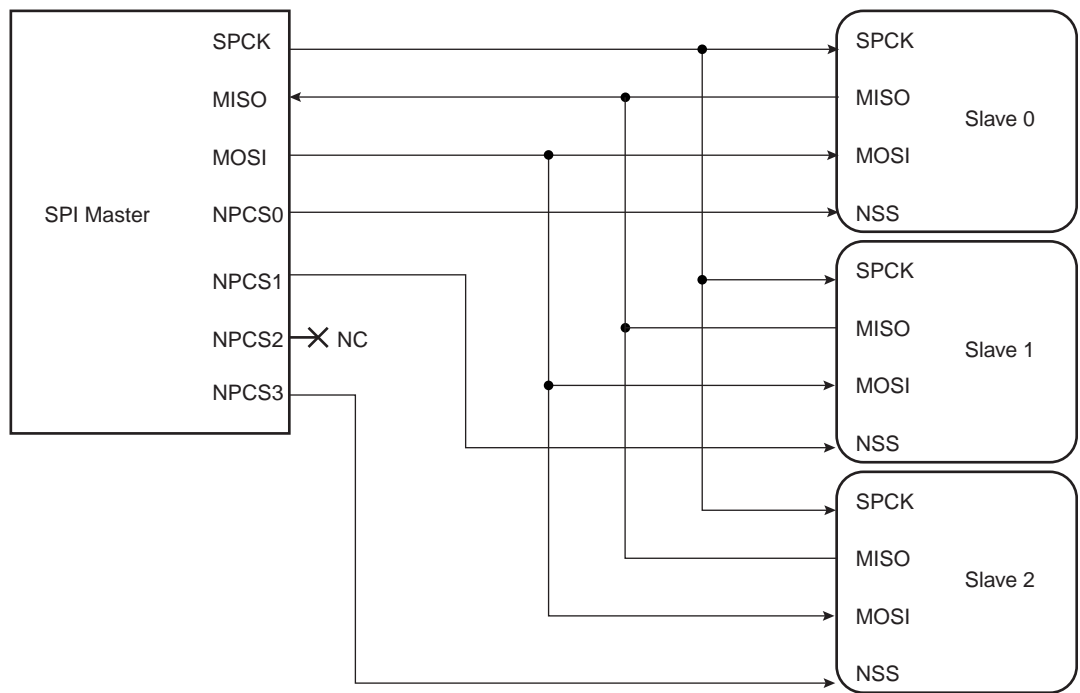 SPI Master
SPCK
MISO
MOSI
NPCS0
NPCS1
NPCS2
NC
NPCS3
SPCK
MISO
Slave 0
MOSI
NSS
SPCK
MISO
Slave 1
MOSI
NSS
SPCK
MISO
Slave 2
MOSI
NSS